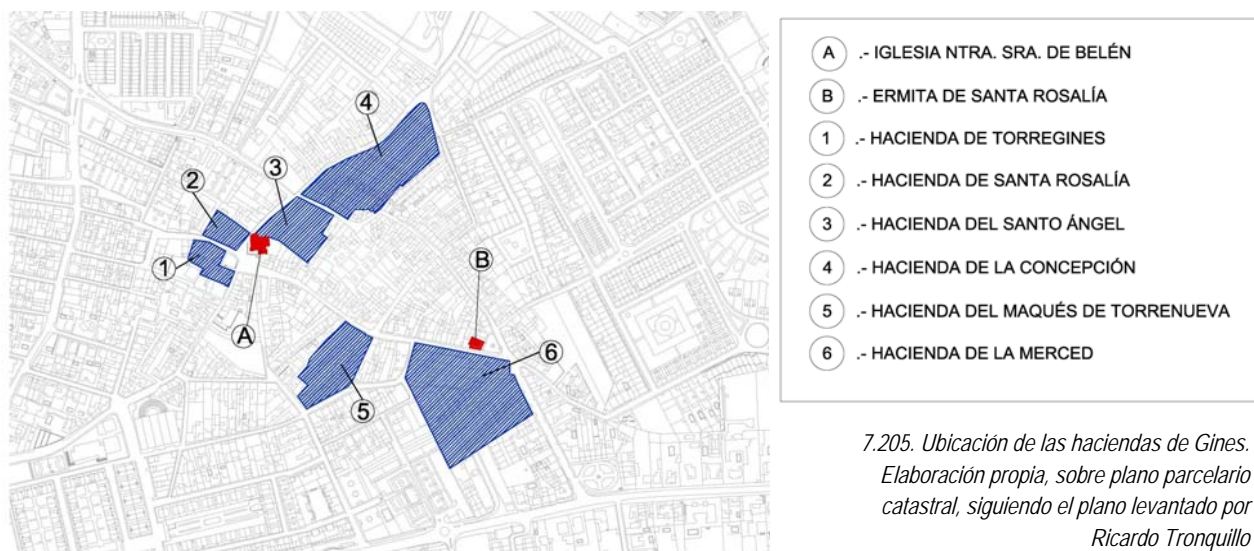 4
3
2
1
A
B
6
5
A .- IGLESIA NTRA. SRA. DE BELÉN
B .- ERMITA DE SANTA ROSALÍA
1 .- HACIENDA DE TORREGINES
2 .- HACIENDA DE SANTA ROSALÍA
3 .- HACIENDA DEL SANTO ÁNGEL
4 .- HACIENDA DE LA CONCEPCIÓN
5 .- HACIENDA DEL MAQUÉS DE TORRENUEVA
6 .- HACIENDA DE LA MERCED
7.205. Ubicación de las haciendas de Gines.
Elaboración propia, sobre plano parcelario
catastral, siguiendo el plano levantado por
Ricardo Tronquillo